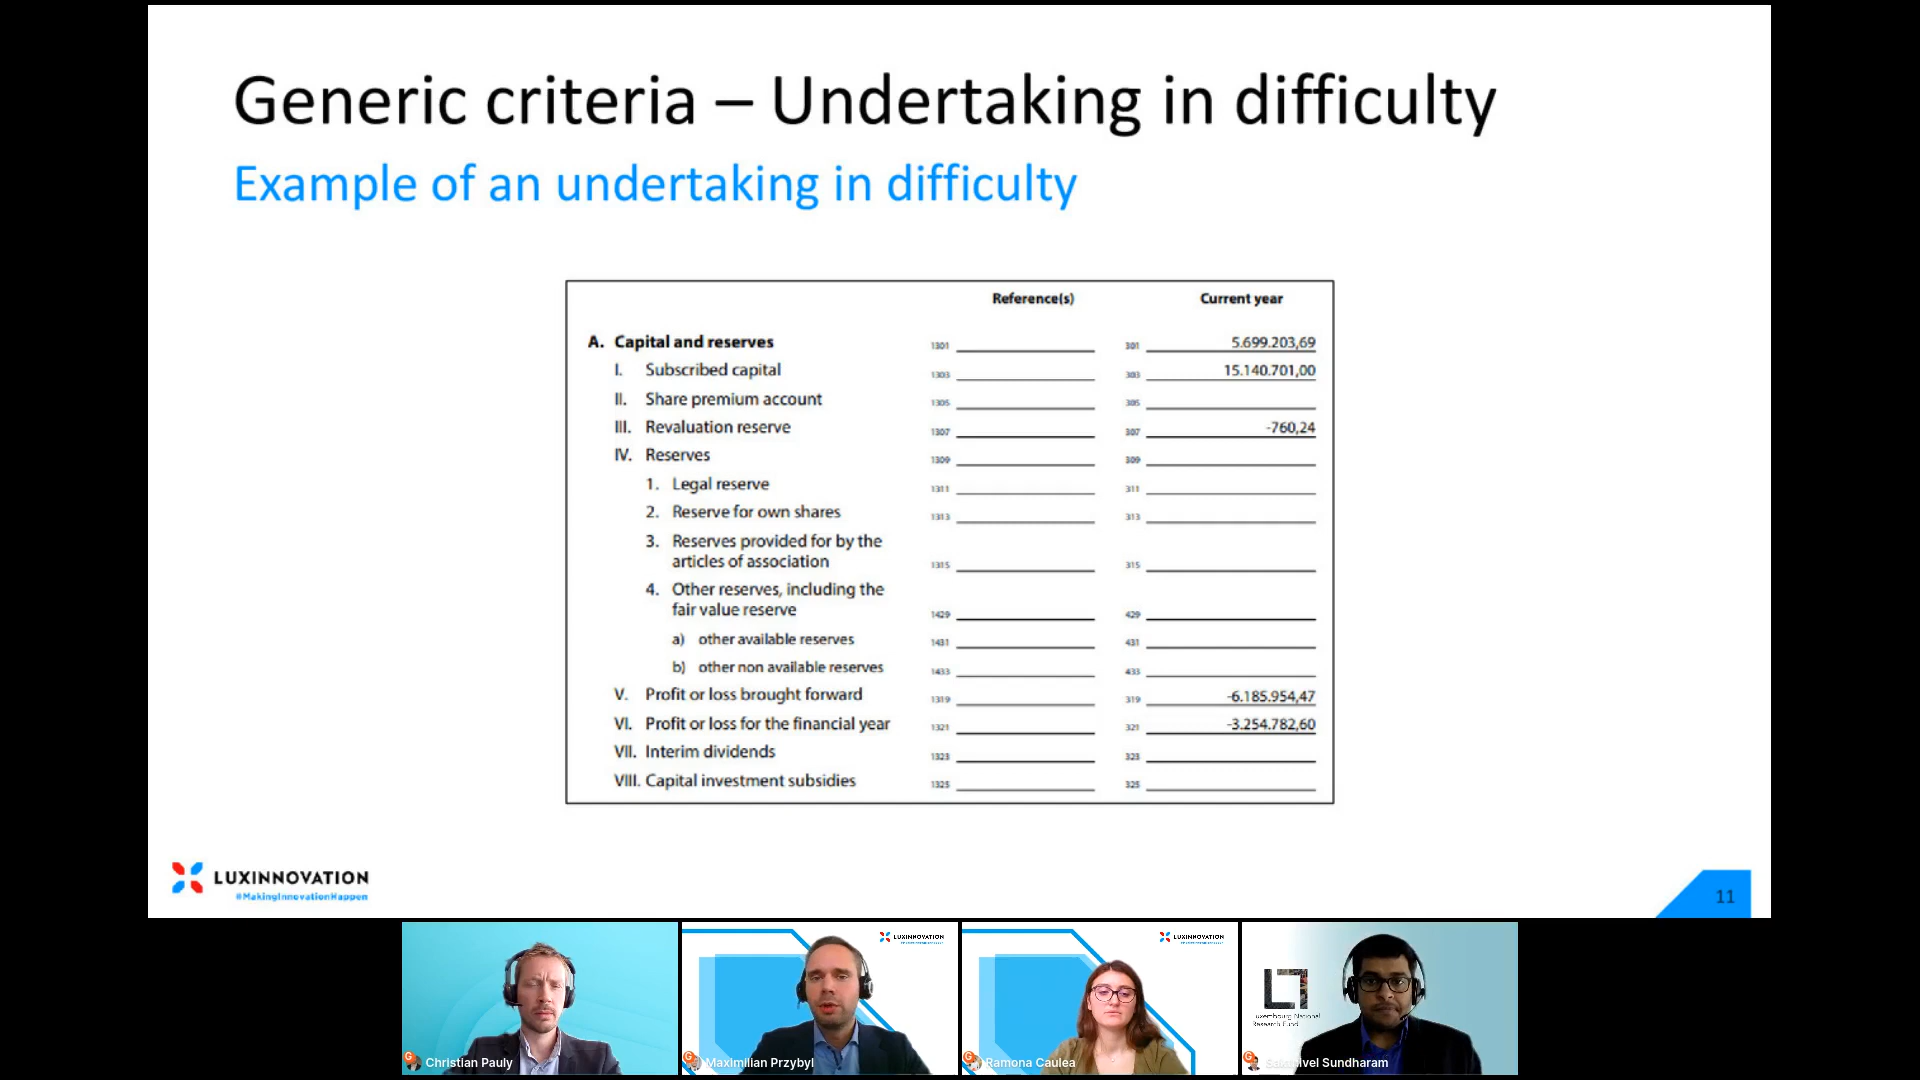 Generic criteria – Undertaking in difficulty
Example of an undertaking in difficulty
Reference(s) Current year
A. Capital and reserves 1301 301 5.699.203,69
I. Subscribed capital 1303 303 15.140.701,00
II. Share premium account 1305 305
III. Revaluation reserve 1307 307 -760,24
IV. Reserves 1309 309
1. Legal reserve 1311 311
2. Reserve for own shares 1313 313
3. Reserves provided for by the
articles of association 1315 315
4. Other reserves, including the
fair value reserve 1429 429
a) other available reserves 1431 431
b) other non available reserves 1433 433
V. Profit or loss brought forward 1319 319 -6.185.954,47
VI. Profit or loss for the financial year 1321 321 -3.254.782,60
VII. Interim dividends 1323 323
VIII. Capital investment subsidies 1325 325
LUXINNOVATION
#MakingInnovationHappen
11
LUXINNOVATION
LUXINNOVATION
Luxembourg National
Research Fund
Christian Pauly
Maximilian Przybyl
Ramona Caulea
Sundharam